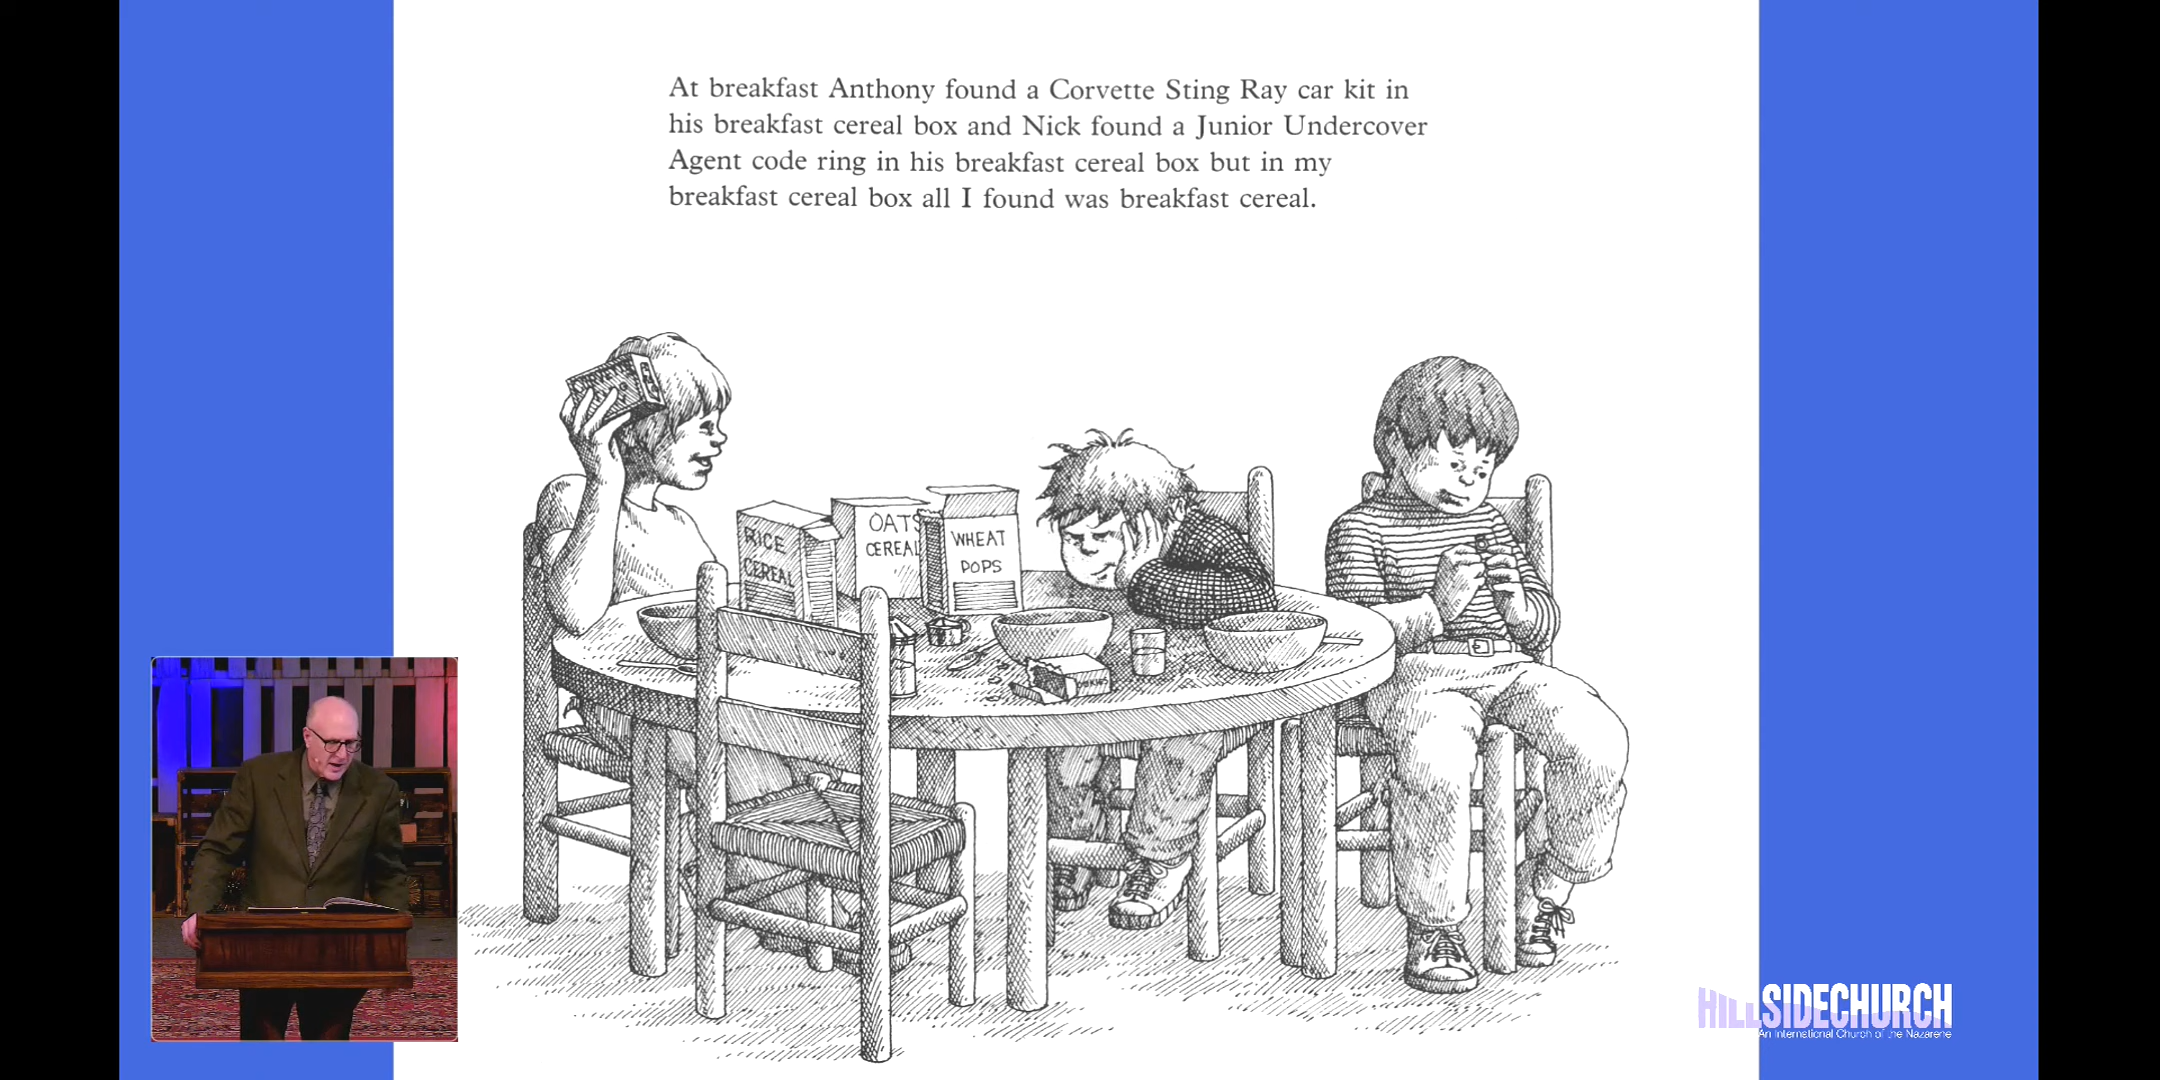 At breakfast Anthony found a Corvette Sting Ray car kit in
his breakfast cereal box and Nick found a Junior Undercover
Agent code ring in his breakfast cereal box but in my
breakfast cereal box all I found was breakfast cereal.
RICE
CEREAL
OATS
CEREAL
WHEAT
POPS
HILLSIDECHURCH
An International Church of the Nazarene